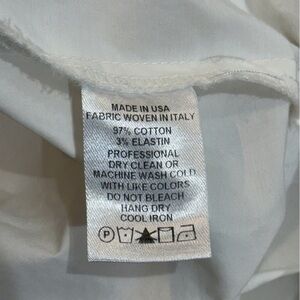 MADE IN USA
FABRIC WOVEN IN ITALY
97% COTTON
3% ELASTIN
PROFESSIONAL
DRY CLEAN OR
MACHINE WASH COLD
WITH LIKE COLORS
DO NOT BLEACH
HANG DRY
COOL IRON
P